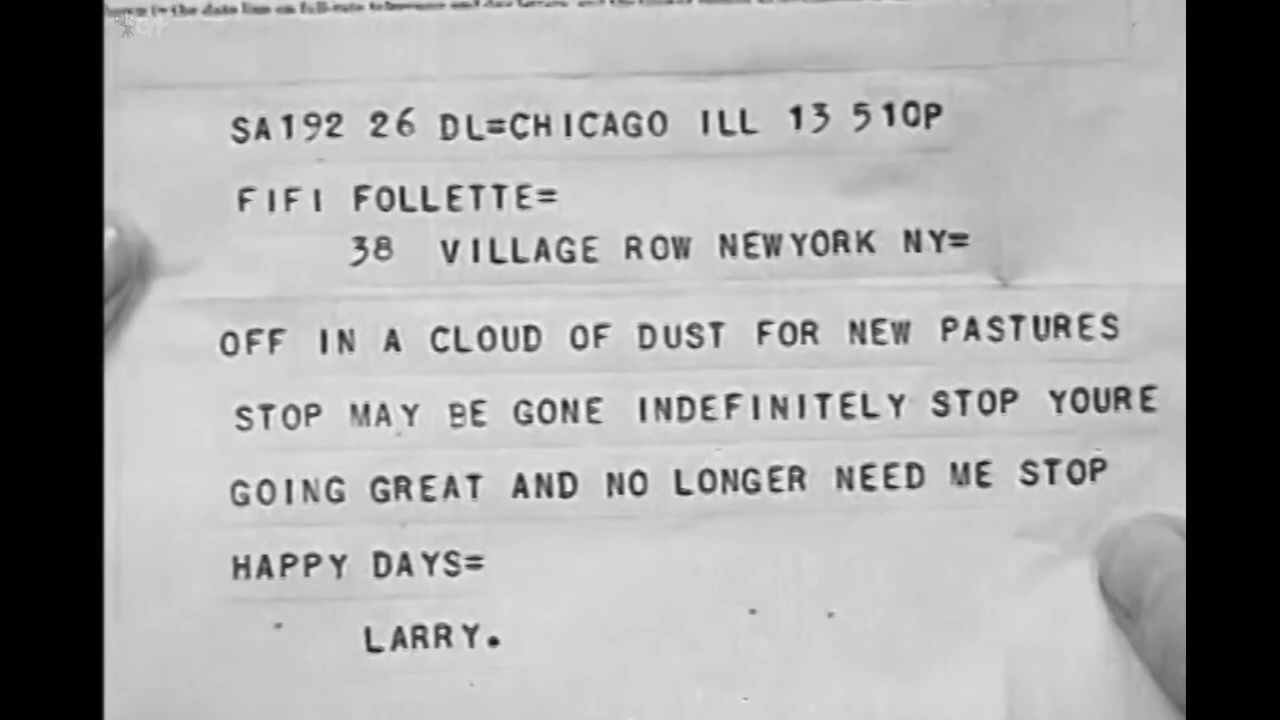 SA192 26 DL=CHICAGO ILL 13 510P
FIFI FOLLETTE=
38 VILLAGE ROW NEWYORK NY=
OFF IN A CLOUD OF DUST FOR NEW PASTURES
STOP MAY BE GONE INDEFINITELY STOP YOURE
GOING GREAT AND NO LONGER NEED ME STOP
HAPPY DAYS=
LARRY.